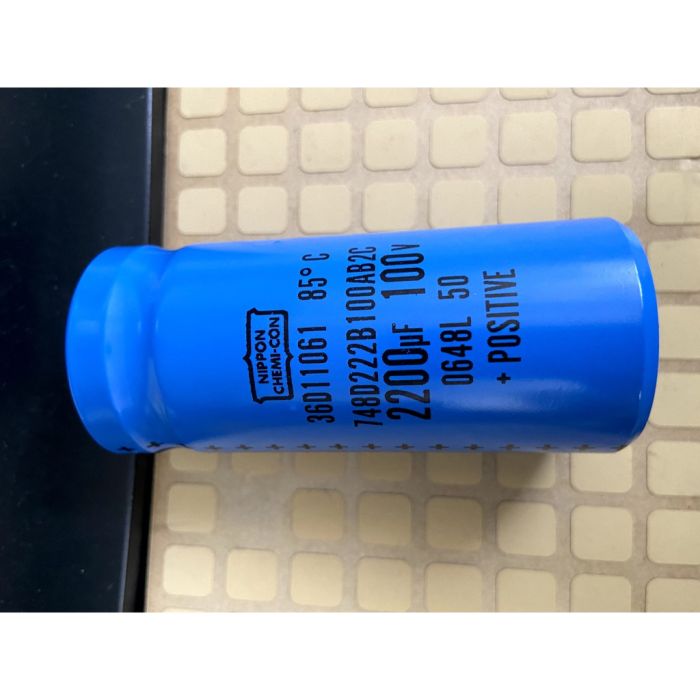 NIPPON
CHEMI-CON
36D11061 85°C
748D222B100AB2C
2200µF 100V
0648L 50
+ POSITIVE
+ + + + + + + + + + + + +